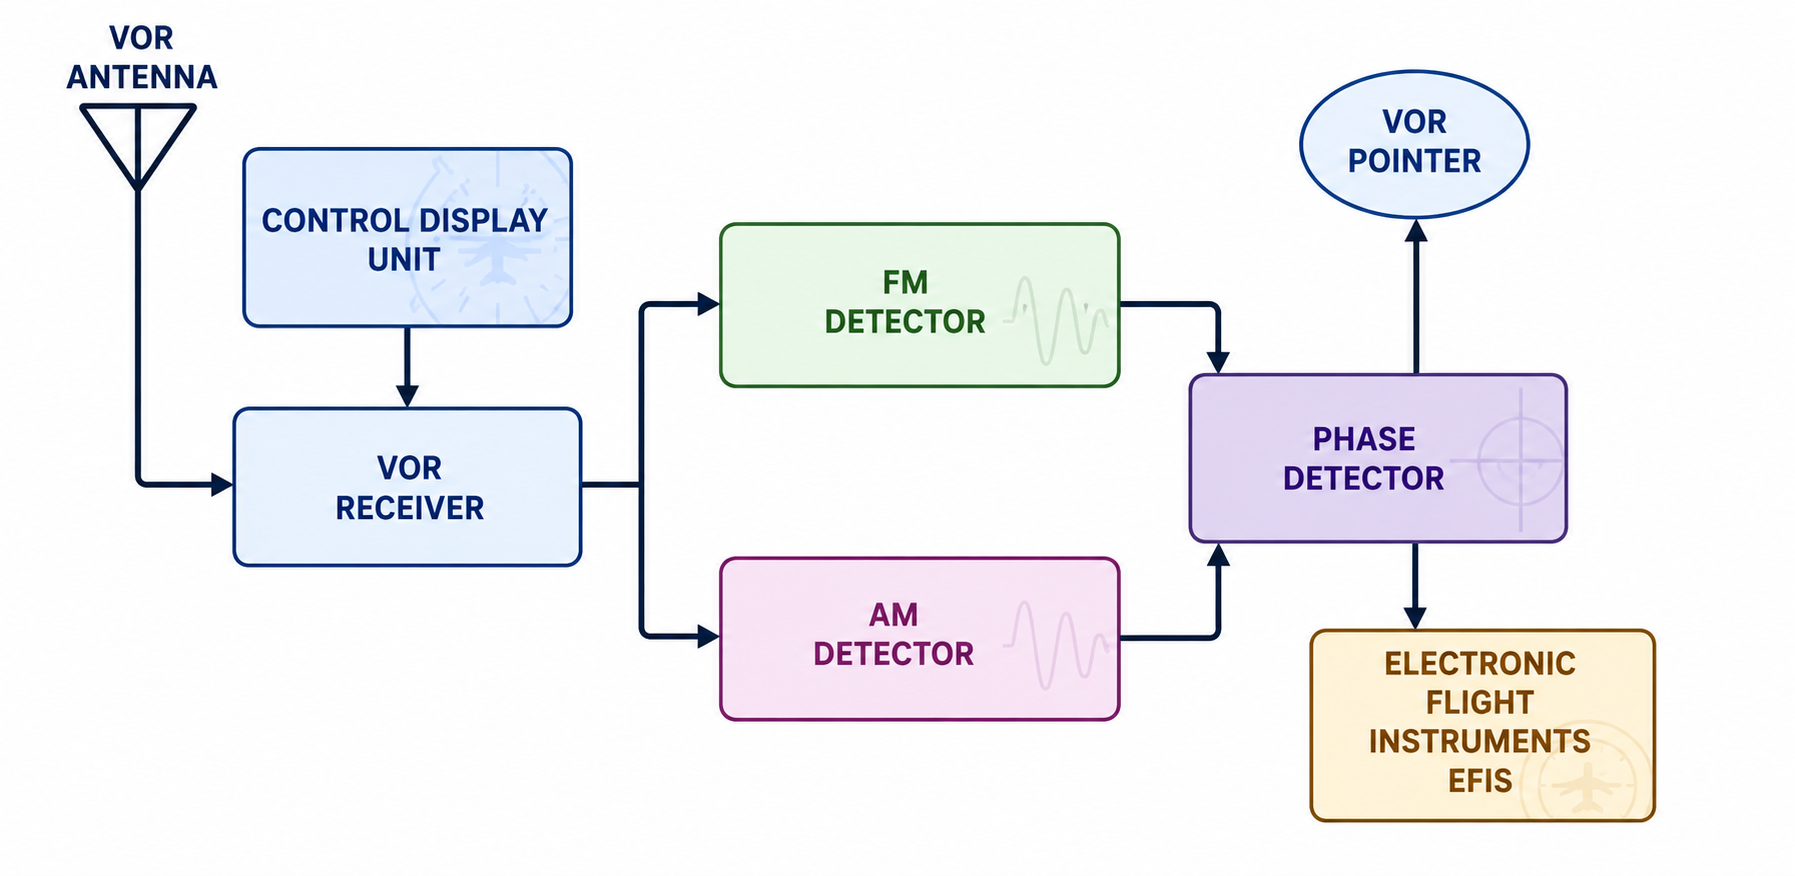 VOR
ANTENNA
CONTROL DISPLAY
UNIT
VOR
RECEIVER
FM
DETECTOR
AM
DETECTOR
VOR
POINTER
PHASE
DETECTOR
ELECTRONIC
FLIGHT
INSTRUMENTS
EFIS